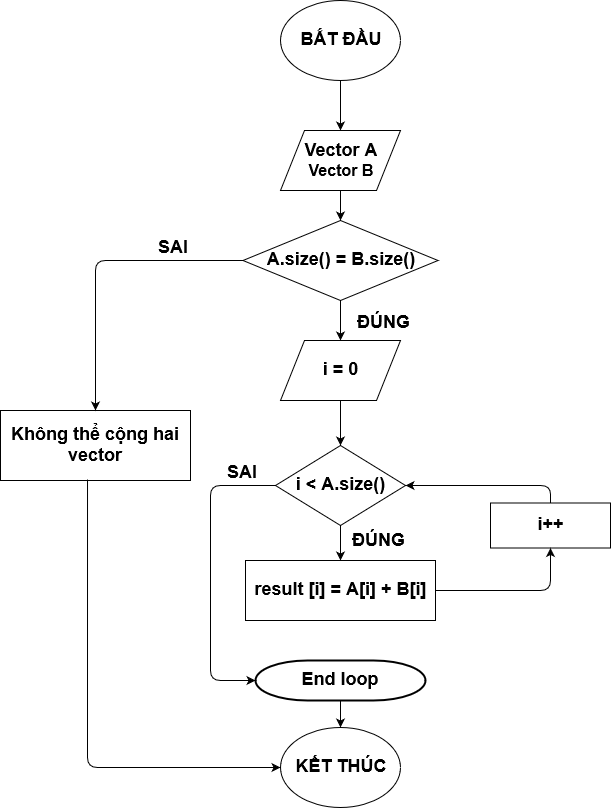 BẮT ĐẦU
Vector A
Vector B
SAI
A.size() = B.size()
ĐÚNG
i = 0
Không thể cộng hai
vector
SAI
i < A.size()
i++
ĐÚNG
result [i] = A[i] + B[i]
End loop
KẾT THÚC